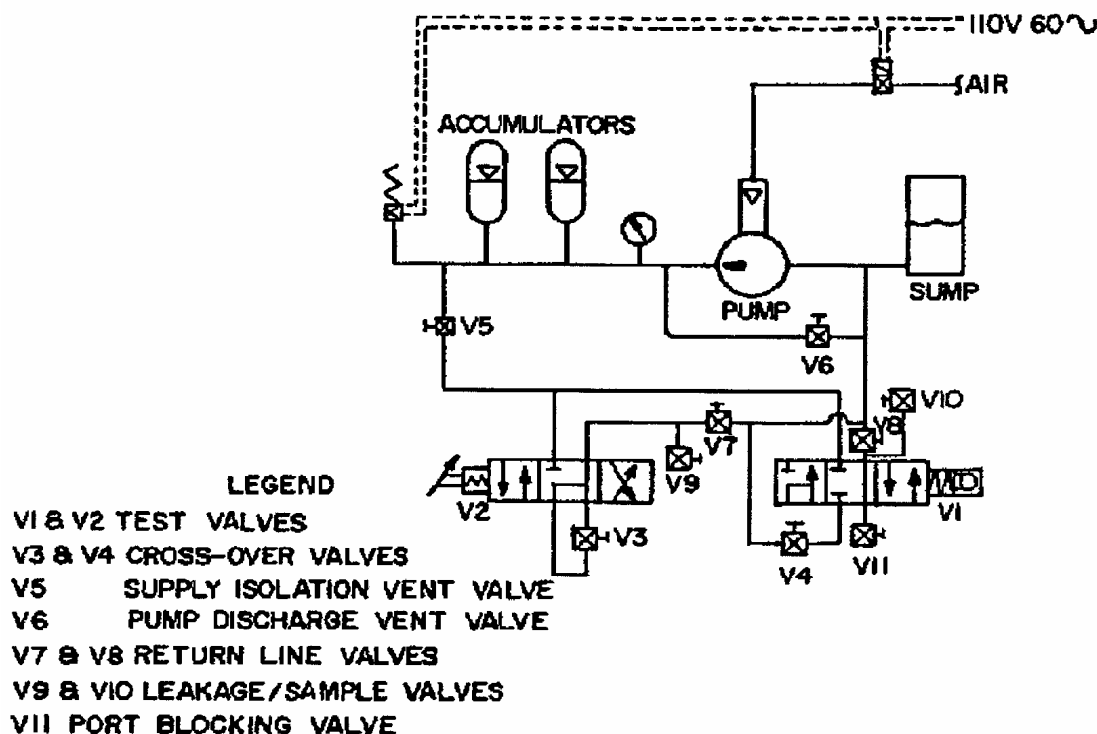 110V 60∿
AIR
ACCUMULATORS
SUMP
PUMP
V5
V6
V10
V8
V7
V9
V2
V3
V4
V11
V1
LEGEND
V1 & V2 TEST VALVES
V3 & V4 CROSS-OVER VALVES
V5 SUPPLY ISOLATION VENT VALVE
V6 PUMP DISCHARGE VENT VALVE
V7 & V8 RETURN LINE VALVES
V9 & V10 LEAKAGE/SAMPLE VALVES
V11 PORT BLOCKING VALVE